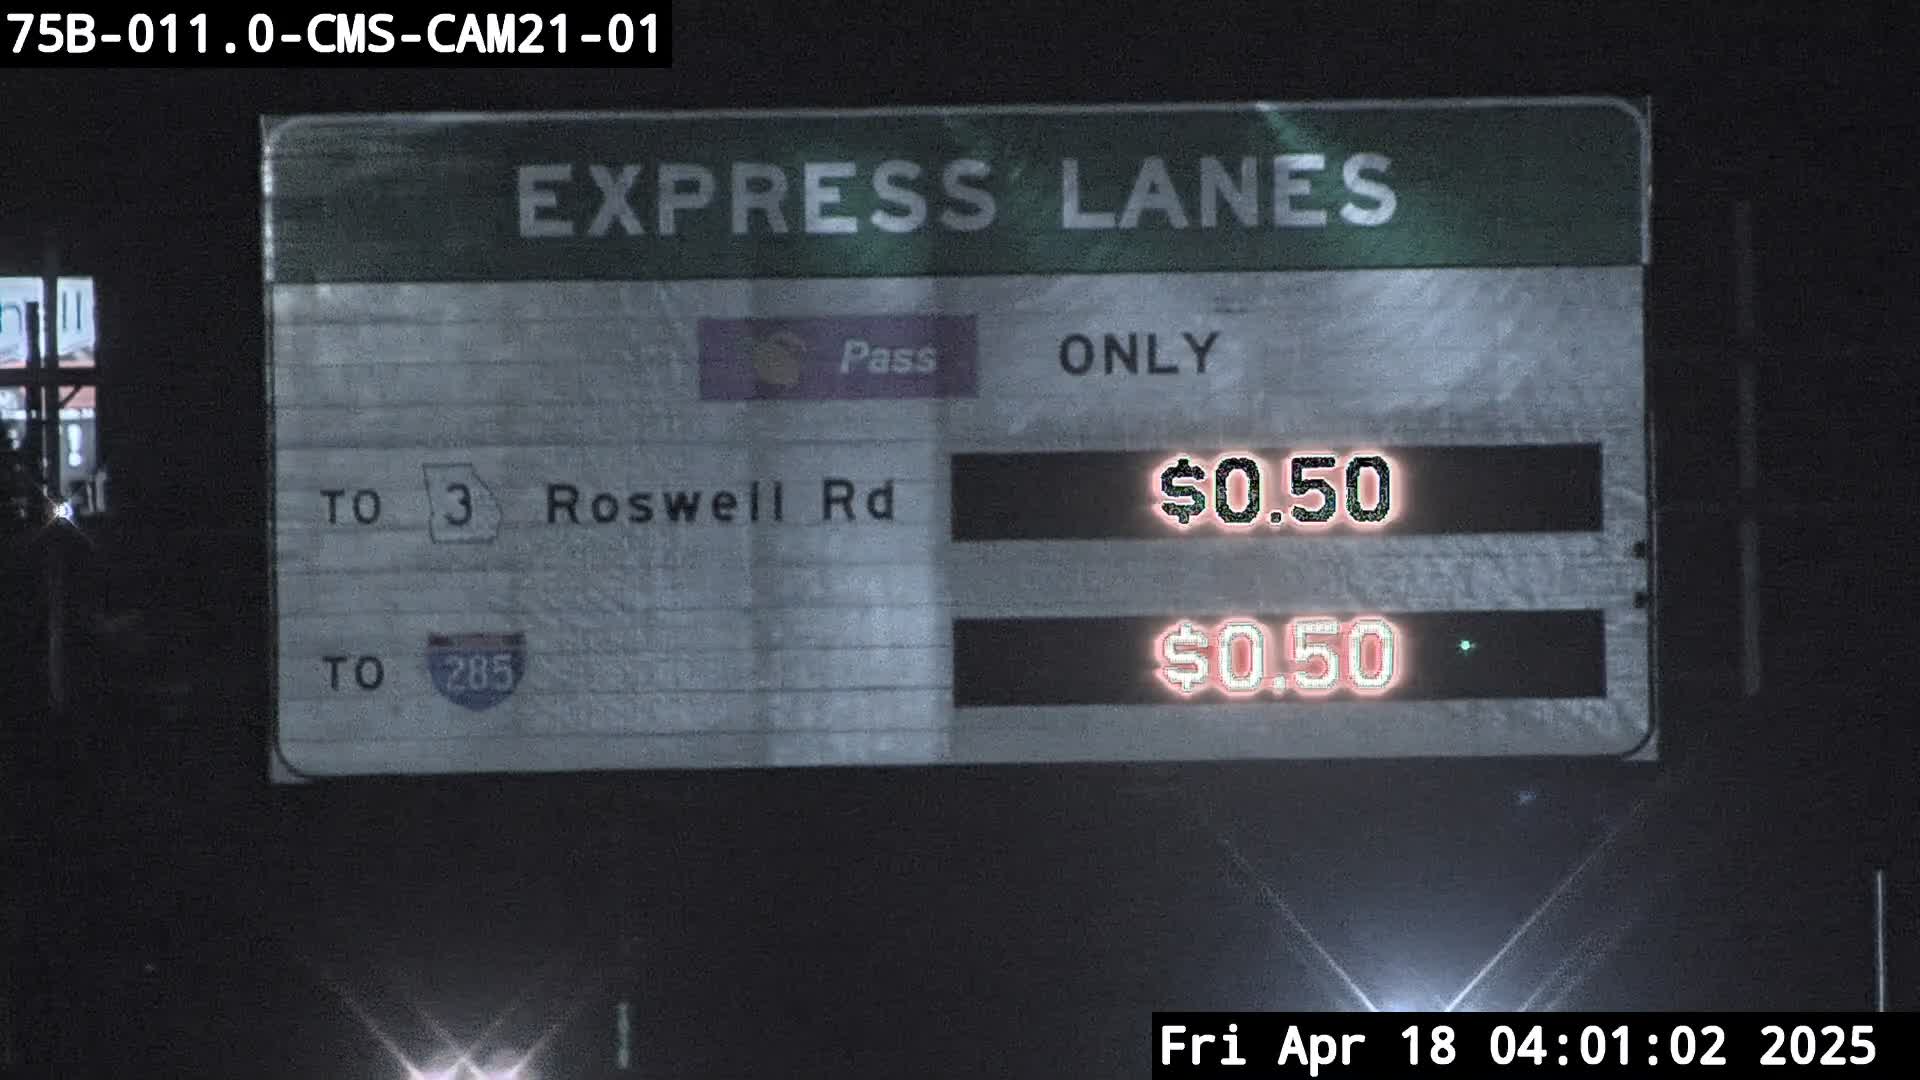 75B-011.0-CMS-CAM21-01
EXPRESS LANES
Pass ONLY
TO 3 Roswell Rd $0.50
TO 285 $0.50
Fri Apr 18 04:01:02 2025